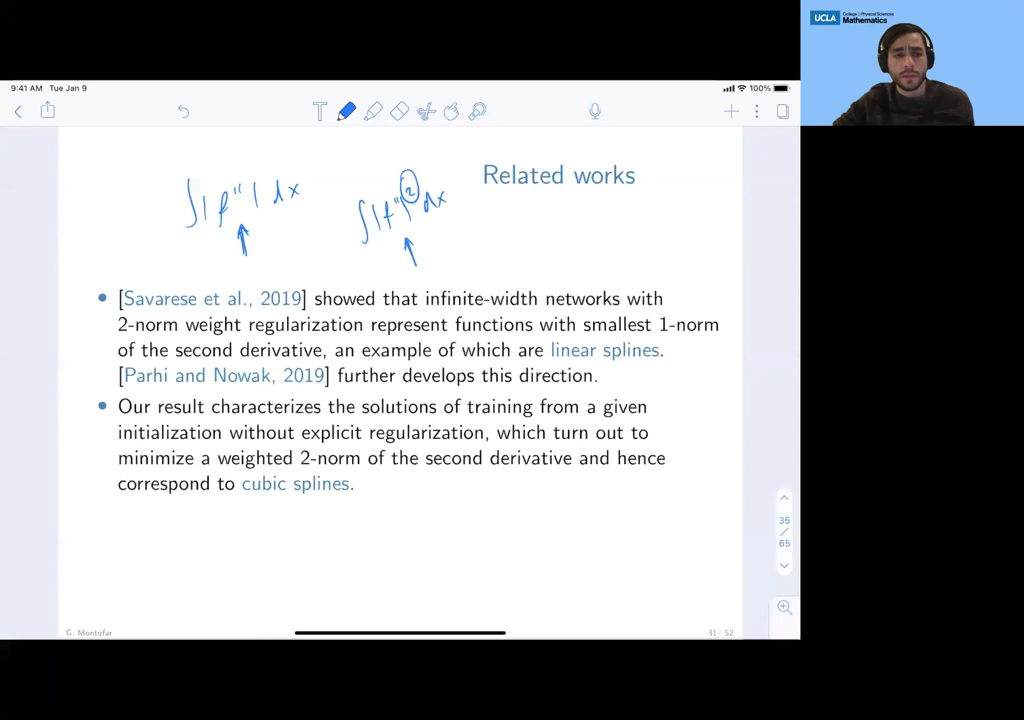 UCLA College | Physical Sciences
Mathematics
9:41 AM Tue Jan 9
100%
Related works
∫|f''| dx
∫|f''|² dx
• [Savarese et al., 2019] showed that infinite-width networks with
2-norm weight regularization represent functions with smallest 1-norm
of the second derivative, an example of which are linear splines.
[Parhi and Nowak, 2019] further develops this direction.
• Our result characterizes the solutions of training from a given
initialization without explicit regularization, which turn out to
minimize a weighted 2-norm of the second derivative and hence
correspond to cubic splines.
35
/
65
G. Montúfar
31 / 52